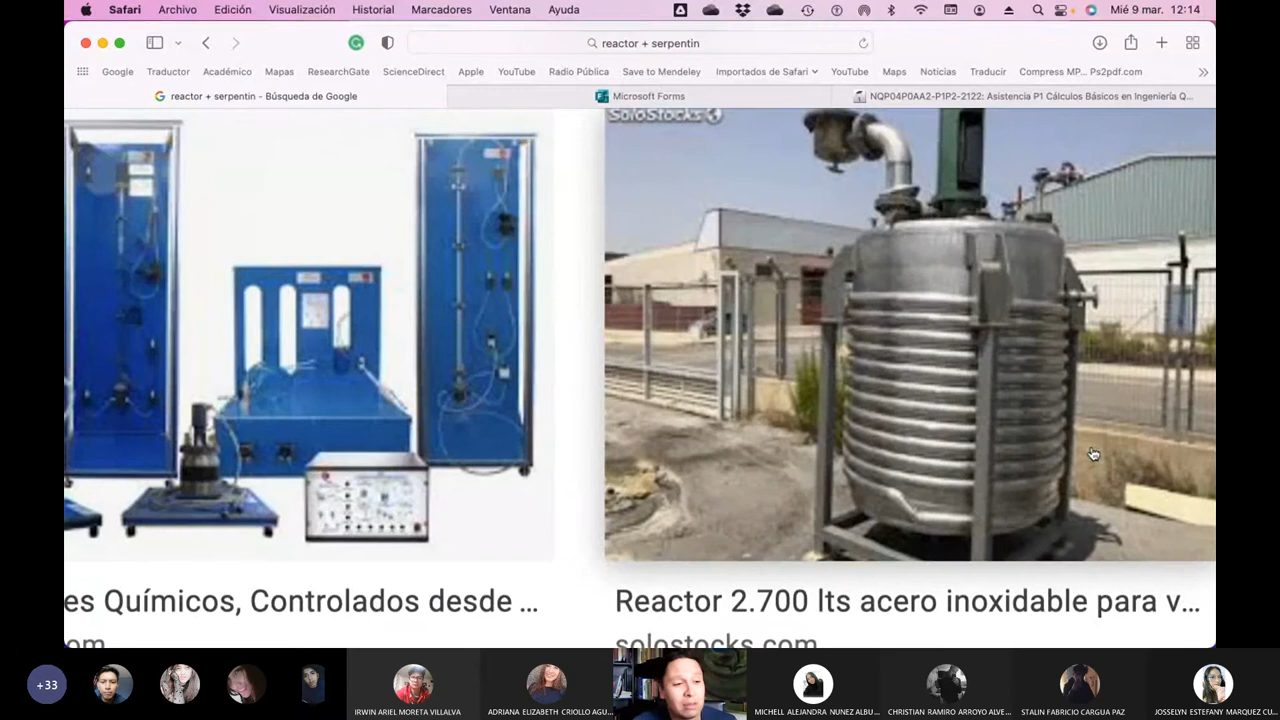 Safari Archivo Edición Visualización Historial Marcadores Ventana Ayuda Mié 9 mar. 12:14
reactor + serpentin
Google Traductor Académico Mapas ResearchGate ScienceDirect Apple YouTube Radio Pública Save to Mendeley Importados de Safari YouTube Maps Noticias Traducir Compress MP... Ps2pdf.com
reactor + serpentin - Búsqueda de Google
Microsoft Forms
NQP04P0AA2-P1P2-2122: Asistencia P1 Cálculos Básicos en Ingeniería Q...
SoloStocks
es Químicos, Controlados desde ...
Reactor 2.700 lts acero inoxidable para v...
om
solostocks.com
+33
IRWIN ARIEL MORETA VILLALVA
ADRIANA ELIZABETH CRIOLLO AGU...
MICHELL ALEJANDRA NUNEZ ALBU...
CHRISTIAN RAMIRO ARROYO ALVE...
STALIN FABRICIO CARGUA PAZ
JOSSELYN ESTEFANY MARQUEZ CU...